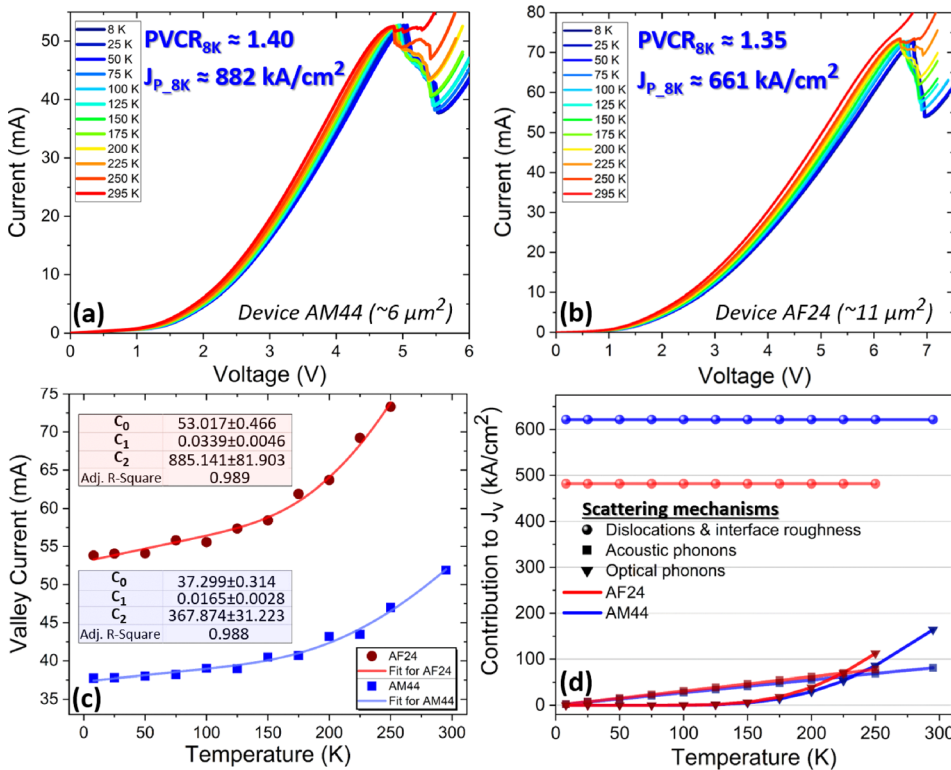 8 K
25 K
50 K
75 K
100 K
125 K
150 K
175 K
200 K
225 K
250 K
295 K
PVCR8K ≈ 1.40
JP_8K ≈ 882 kA/cm2
Current (mA)
50
40
30
20
10
0
(a)
Device AM44 (~6 µm2)
0 1 2 3 4 5 6
Voltage (V)
8 K
25 K
50 K
75 K
100 K
125 K
150 K
175 K
200 K
225 K
250 K
295 K
PVCR8K ≈ 1.35
JP_8K ≈ 661 kA/cm2
Current (mA)
80
70
60
50
40
30
20
10
0
(b)
Device AF24 (~11 µm2)
0 1 2 3 4 5 6 7
Voltage (V)
Valley Current (mA)
75
70
65
60
55
50
45
40
35
C0 53.017±0.466
C1 0.0339±0.0046
C2 885.141±81.903
Adj. R-Square 0.989
C0 37.299±0.314
C1 0.0165±0.0028
C2 367.874±31.223
Adj. R-Square 0.988
AF24
Fit for AF24
AM44
Fit for AM44
(c)
0 50 100 150 200 250 300
Temperature (K)
Contribution to JV (kA/cm2)
600
500
400
300
200
100
0
Scattering mechanisms
Dislocations & interface roughness
Acoustic phonons
Optical phonons
AF24
AM44
(d)
0 50 100 150 200 250 300
Temperature (K)